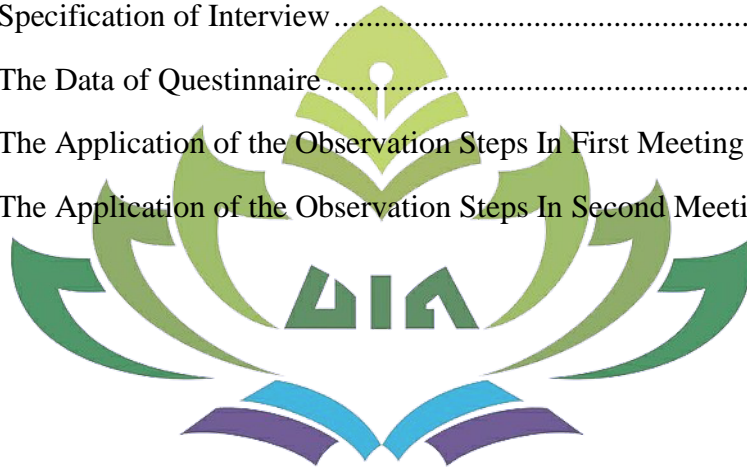 Specification of Interview ................................................................
The Data of Questinnaire ................................................................
The Application of the Observation Steps In First Meeting
The Application of the Observation Steps In Second Meeti
UIN